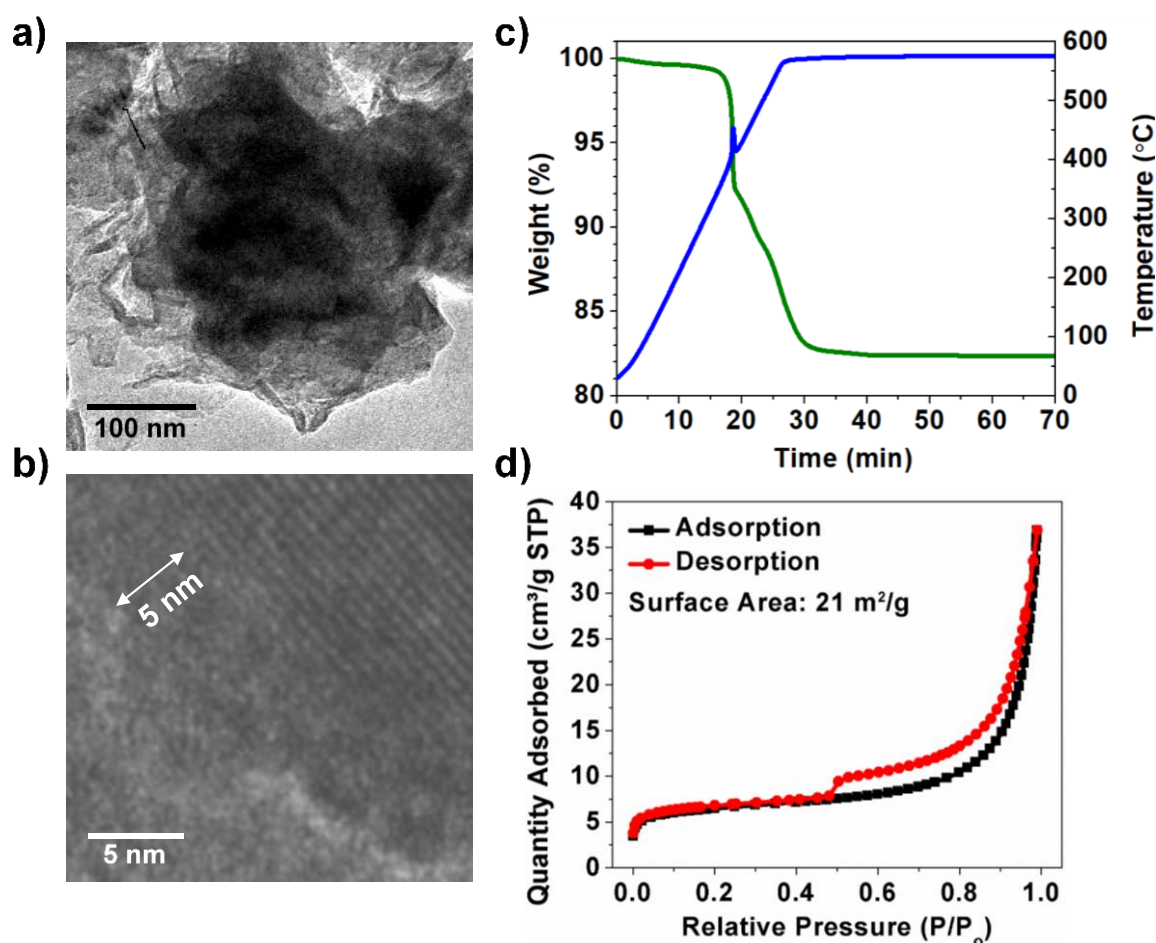 a)
100 nm
b)
5 nm
5 nm
c)
100
95
90
85
80
Weight (%)
600
500
400
300
200
100
0
Temperature (°C)
0 10 20 30 40 50 60 70
Time (min)
d)
40
35
30
25
20
15
10
5
0
Quantity Adsorbed (cm³/g STP)
Adsorption
Desorption
Surface Area: 21 m²/g
0.0 0.2 0.4 0.6 0.8 1.0
Relative Pressure (P/Pₒ)